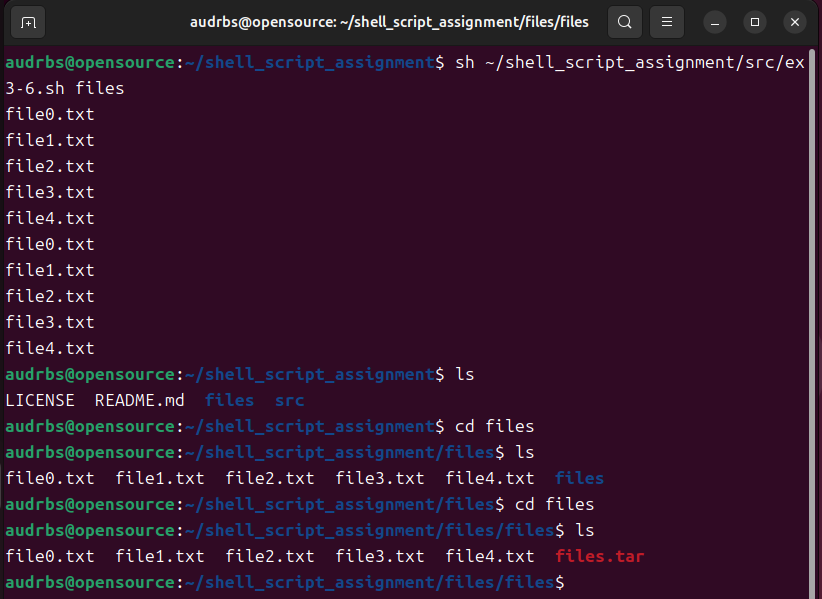 audrbs@opensource: ~/shell_script_assignment/files/files
audrbs@opensource:~/shell_script_assignment$ sh ~/shell_script_assignment/src/ex
3-6.sh files
file0.txt
file1.txt
file2.txt
file3.txt
file4.txt
file0.txt
file1.txt
file2.txt
file3.txt
file4.txt
audrbs@opensource:~/shell_script_assignment$ ls
LICENSE  README.md  files  src
audrbs@opensource:~/shell_script_assignment$ cd files
audrbs@opensource:~/shell_script_assignment/files$ ls
file0.txt  file1.txt  file2.txt  file3.txt  file4.txt  files
audrbs@opensource:~/shell_script_assignment/files$ cd files
audrbs@opensource:~/shell_script_assignment/files/files$ ls
file0.txt  file1.txt  file2.txt  file3.txt  file4.txt  files.tar
audrbs@opensource:~/shell_script_assignment/files/files$